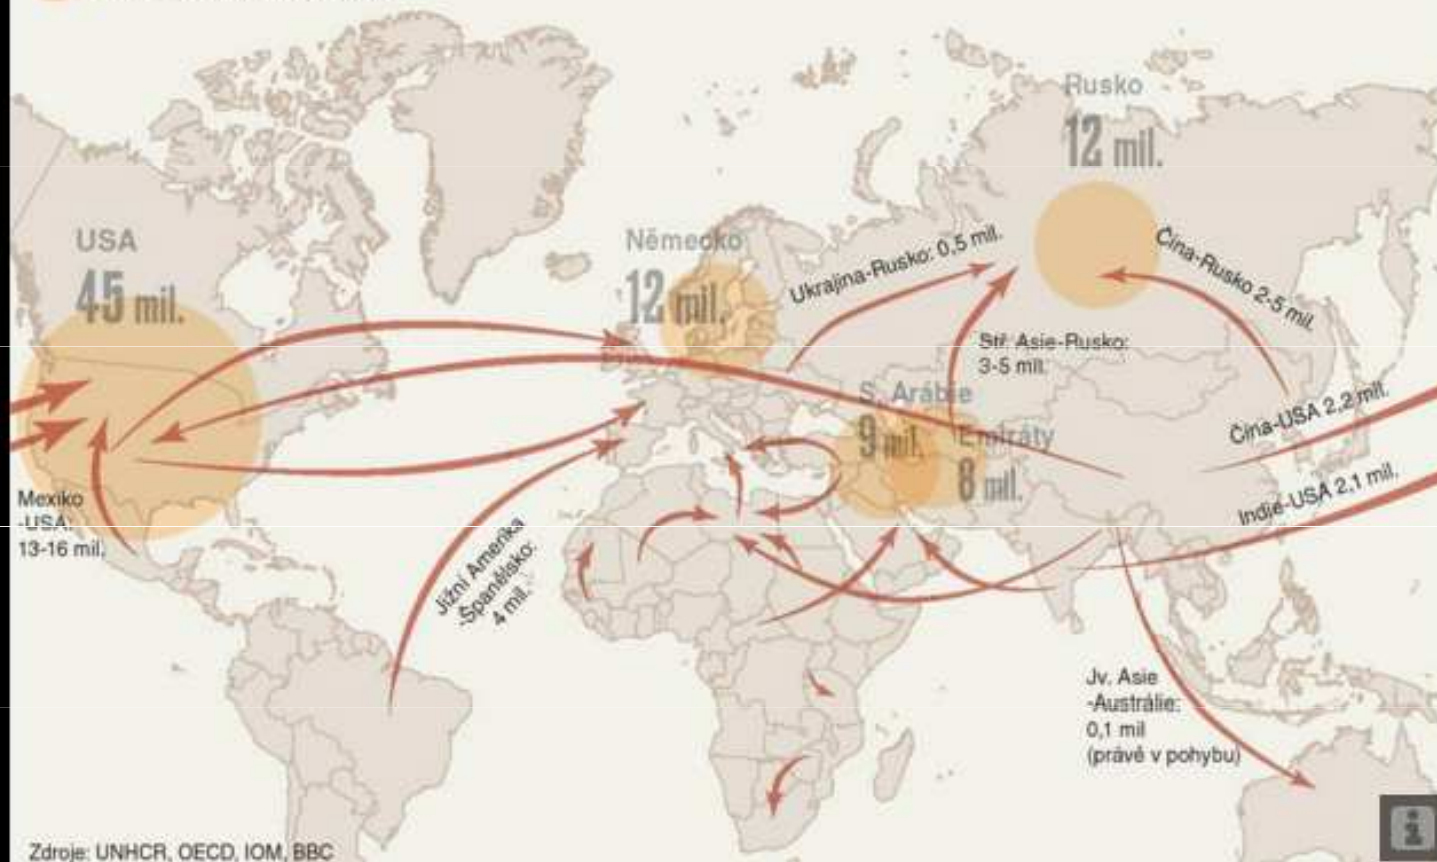 Rusko
12 mil.
USA
45 mil.
Německo
12 mil.
Ukrajina-Rusko: 0,5 mil.
Čína-Rusko 2-5 mil.
Stř. Asie-Rusko:
3-5 mil.
S. Arábie
9 mil.
Emiráty
8 mil.
Čína-USA 2,2 mil.
Indie-USA 2,1 mil.
Mexiko
-USA:
13-16 mil.
Jižní Amerika
-Španělsko:
4 mil.
Jv. Asie
-Austrálie:
0,1 mil
(právě v pohybu)
Zdroje: UNHCR, OECD, IOM, BBC